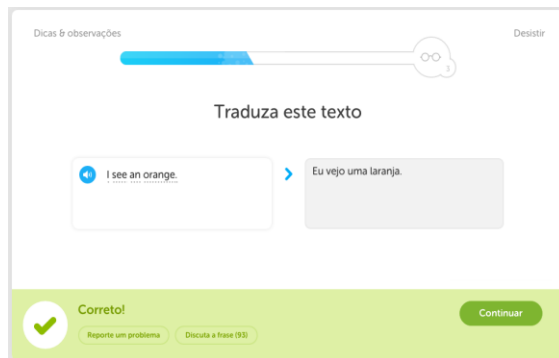 Dicas & observações
Desistir
3
Traduza este texto
I see an orange.
Eu vejo uma laranja.
Correto!
Reporte um problema
Discuta a frase (93)
Continuar